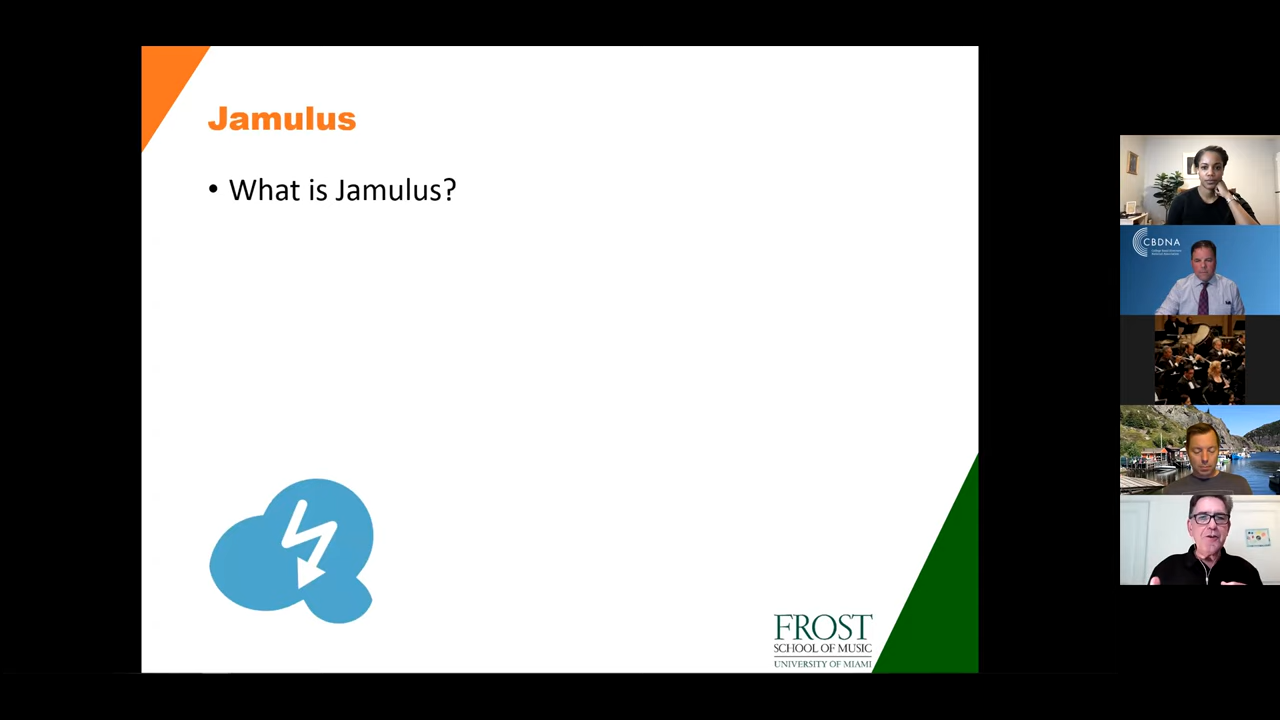 Jamulus
• What is Jamulus?
FROST
SCHOOL OF MUSIC
UNIVERSITY OF MIAMI
CBDNA